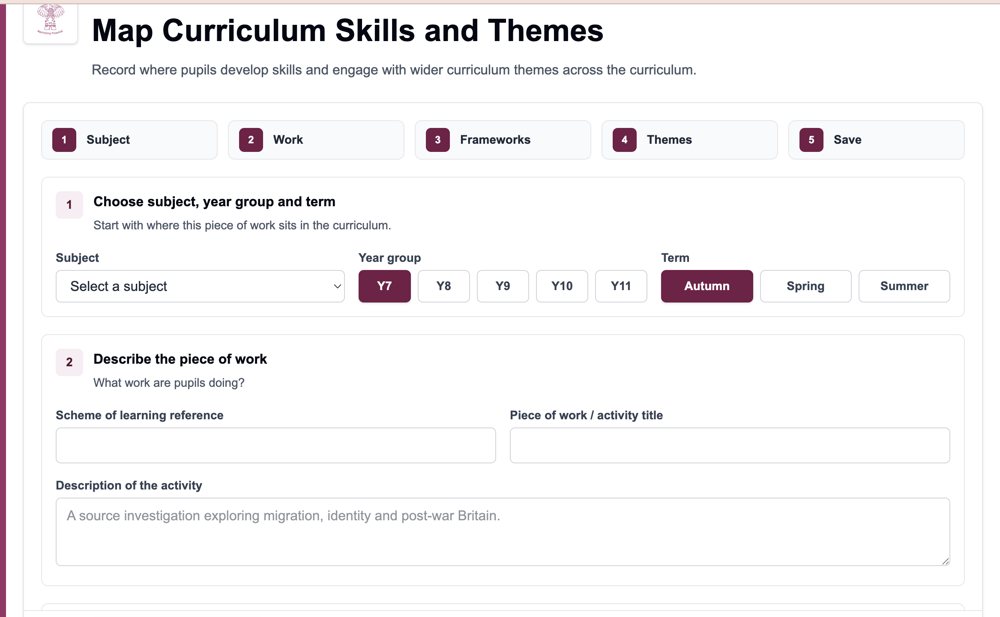 Maximising Potential
Map Curriculum Skills and Themes
Record where pupils develop skills and engage with wider curriculum themes across the curriculum.
1 Subject
2 Work
3 Frameworks
4 Themes
5 Save
1 Choose subject, year group and term
Start with where this piece of work sits in the curriculum.
Subject
Select a subject
Year group
Y7 Y8 Y9 Y10 Y11
Term
Autumn Spring Summer
2 Describe the piece of work
What work are pupils doing?
Scheme of learning reference
Piece of work / activity title
Description of the activity
A source investigation exploring migration, identity and post-war Britain.